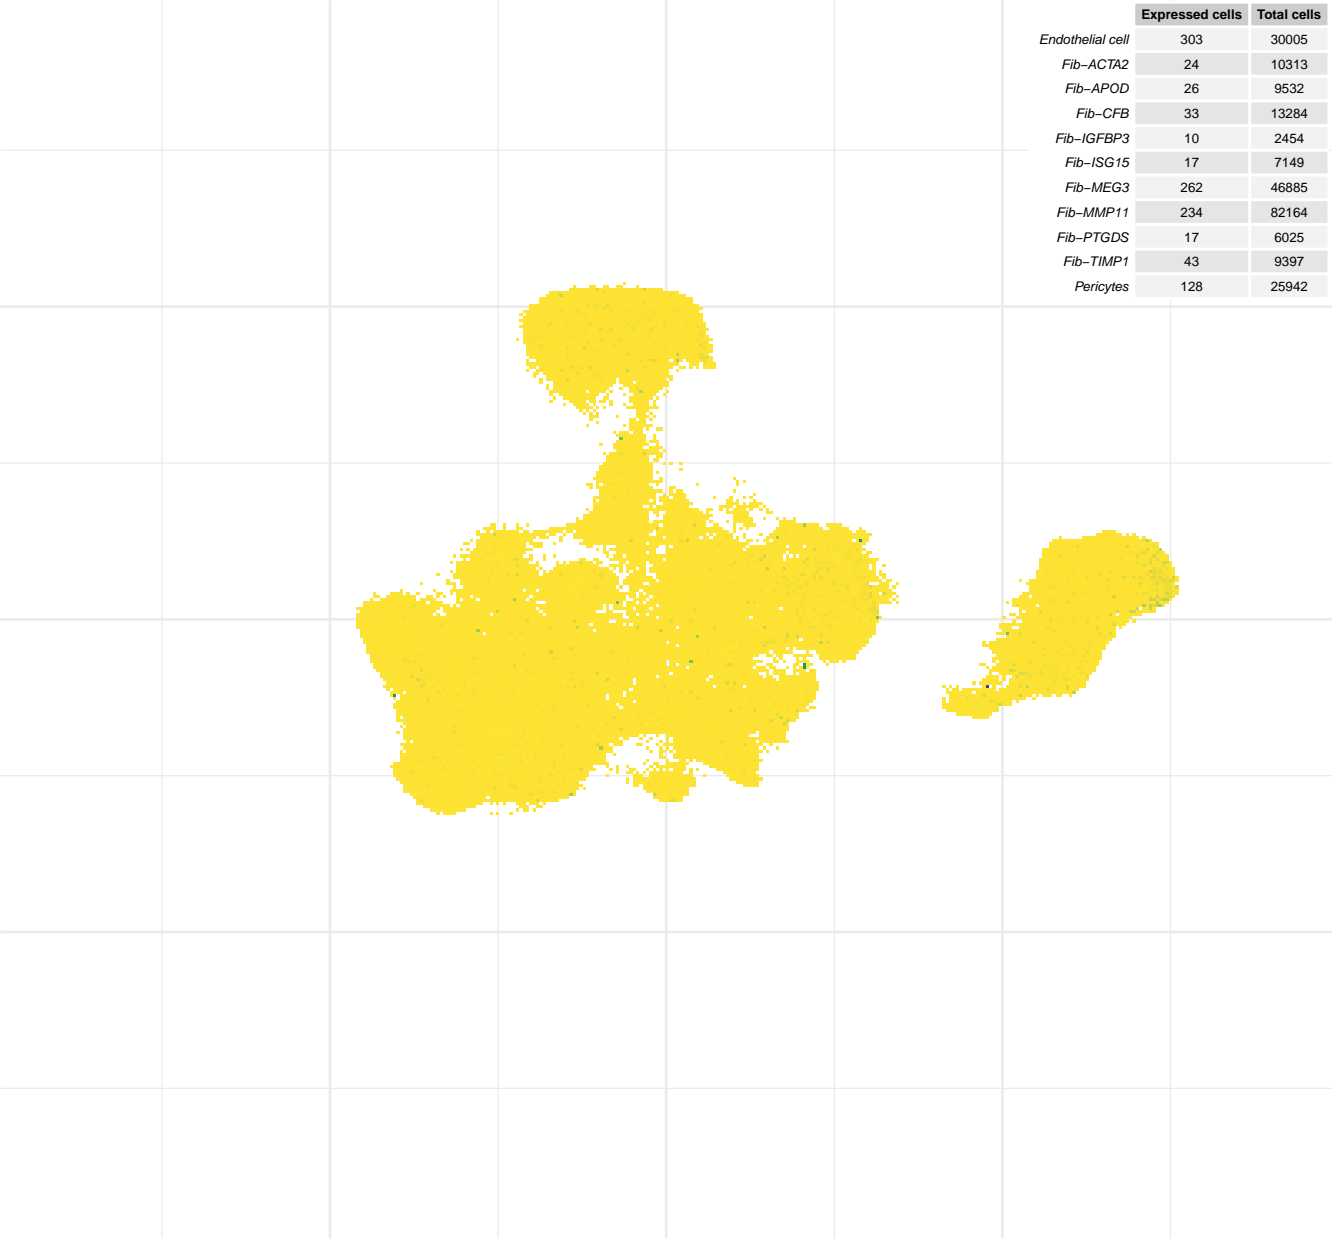 Expressed cells Total cells
Endothelial cell 303 30005
Fib−ACTA2 24 10313
Fib−APOD 26 9532
Fib−CFB 33 13284
Fib−IGFBP3 10 2454
Fib−ISG15 17 7149
Fib−MEG3 262 46885
Fib−MMP11 234 82164
Fib−PTGDS 17 6025
Fib−TIMP1 43 9397
Pericytes 128 25942